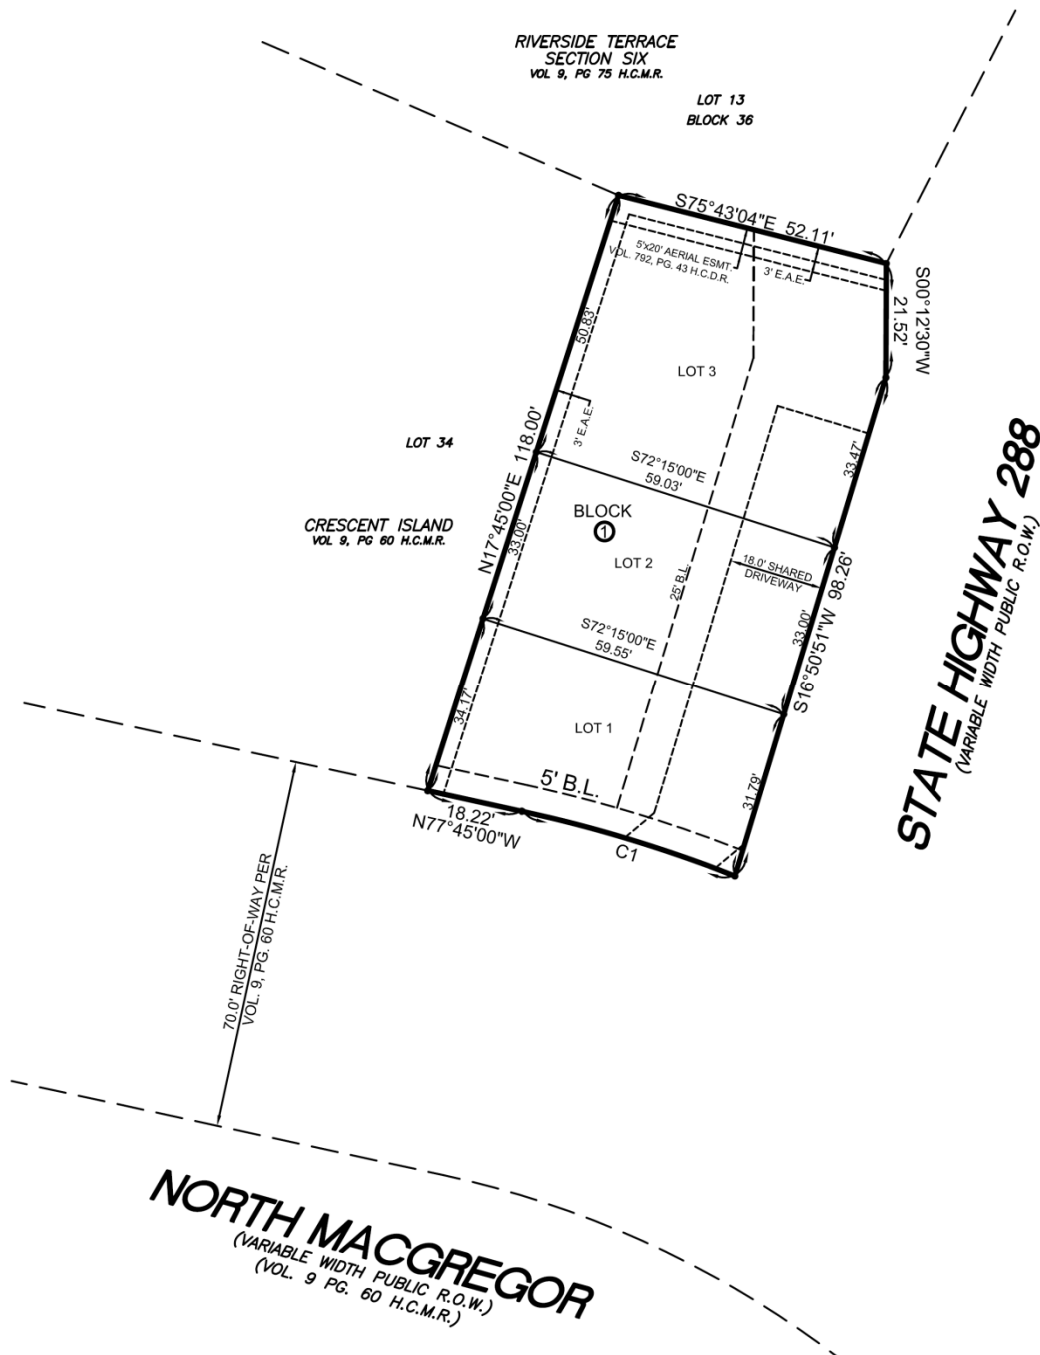 RIVERSIDE TERRACE
SECTION SIX
VOL 9, PG 75 H.C.M.R.
LOT 13
BLOCK 36
S75°43'04"E 52.11'
5'x20' AERIAL ESMT.
VOL. 792, PG. 43 H.C.D.R.
3' E.A.E.
S00°12'30"W
21.52'
50.83'
LOT 3
3' E.A.E.
LOT 34
N17°45'00"E 118.00'
33.47'
S72°15'00"E
59.03'
CRESCENT ISLAND
VOL 9, PG 60 H.C.M.R.
BLOCK
1
33.00'
LOT 2
25' B.L.
18.0' SHARED
DRIVEWAY
S16°50'51"W 98.26'
33.00'
STATE HIGHWAY 288
(VARIABLE WIDTH PUBLIC R.O.W.)
S72°15'00"E
59.55'
34.17'
LOT 1
31.79'
5' B.L.
18.22'
N77°45'00"W
C1
70.0' RIGHT-OF-WAY PER
VOL. 9, PG. 60 H.C.M.R.
NORTH MACGREGOR
(VARIABLE WIDTH PUBLIC R.O.W.)
(VOL. 9 PG. 60 H.C.M.R.)